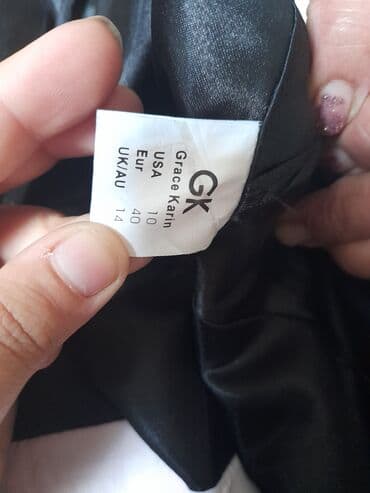 GK
Grace Karin
USA 10
Eur 40
UK/AU 14